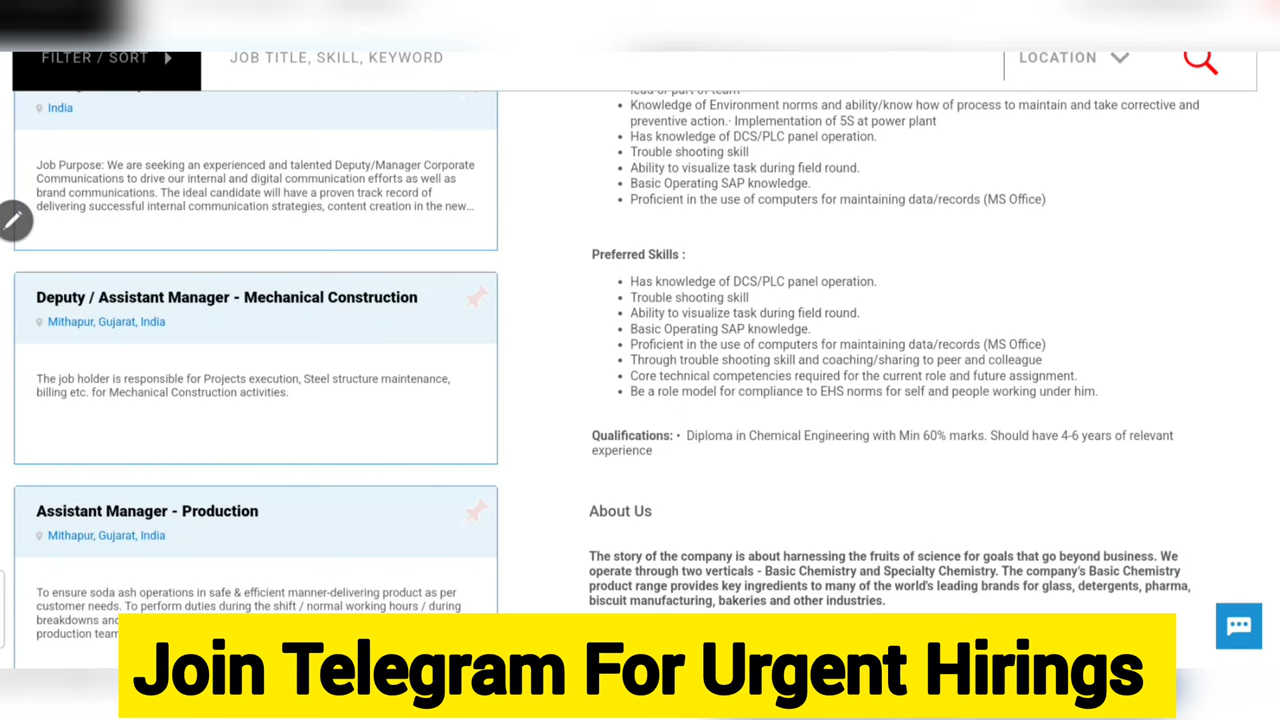 FILTER / SORT
JOB TITLE, SKILL, KEYWORD
LOCATION
India
Job Purpose: We are seeking an experienced and talented Deputy/Manager Corporate
Communications to drive our internal and digital communication efforts as well as
brand communications. The ideal candidate will have a proven track record of
delivering successful internal communication strategies, content creation in the new...
Deputy / Assistant Manager - Mechanical Construction
Mithapur, Gujarat, India
The job holder is responsible for Projects execution, Steel structure maintenance,
billing etc. for Mechanical Construction activities.
Assistant Manager - Production
Mithapur, Gujarat, India
To ensure soda ash operations in safe & efficient manner-delivering product as per
customer needs. To perform duties during the shift / normal working hours / during
breakdowns and
production team
lead or part of team
• Knowledge of Environment norms and ability/know how of process to maintain and take corrective and
preventive action.· Implementation of 5S at power plant
• Has knowledge of DCS/PLC panel operation.
• Trouble shooting skill
• Ability to visualize task during field round.
• Basic Operating SAP knowledge.
• Proficient in the use of computers for maintaining data/records (MS Office)
Preferred Skills :
• Has knowledge of DCS/PLC panel operation.
• Trouble shooting skill
• Ability to visualize task during field round.
• Basic Operating SAP knowledge.
• Proficient in the use of computers for maintaining data/records (MS Office)
• Through trouble shooting skill and coaching/sharing to peer and colleague
• Core technical competencies required for the current role and future assignment.
• Be a role model for compliance to EHS norms for self and people working under him.
Qualifications: • Diploma in Chemical Engineering with Min 60% marks. Should have 4-6 years of relevant
experience
About Us
The story of the company is about harnessing the fruits of science for goals that go beyond business. We
operate through two verticals - Basic Chemistry and Specialty Chemistry. The company's Basic Chemistry
product range provides key ingredients to many of the world's leading brands for glass, detergents, pharma,
biscuit manufacturing, bakeries and other industries.
Join Telegram For Urgent Hirings